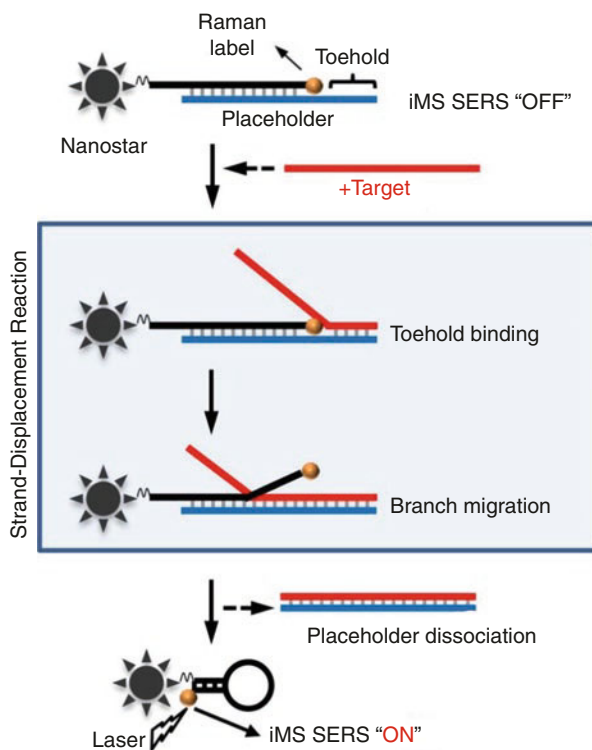 Raman
label
Toehold
iMS SERS “OFF”
Placeholder
Nanostar
+Target
Strand-Displacement Reaction
Toehold binding
Branch migration
Placeholder dissociation
Laser
iMS SERS “ON”